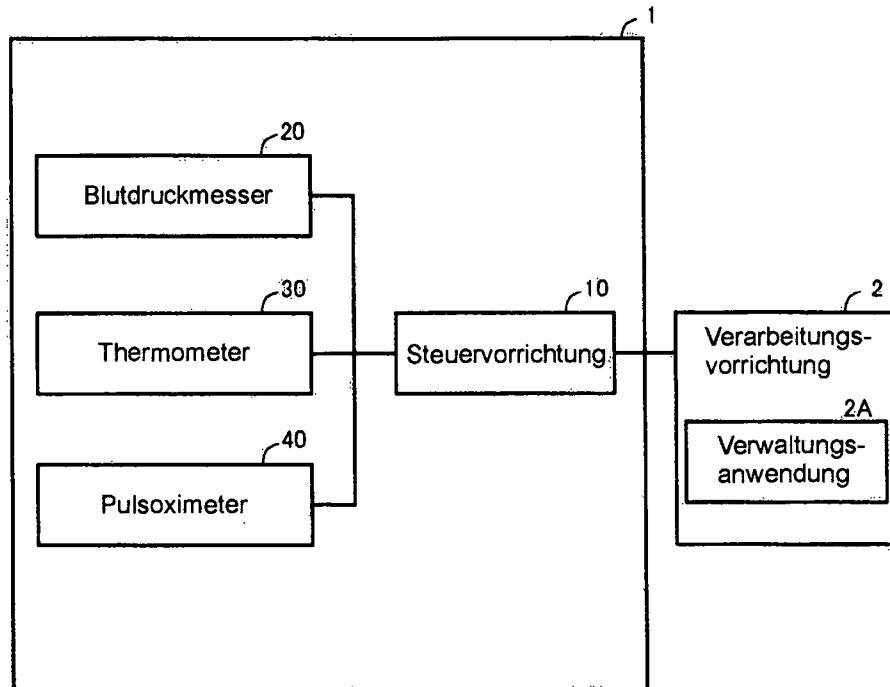 1
20
Blutdruckmesser
30
Thermometer
40
Pulsoximeter
10
Steuervorrichtung
2
Verarbeitungs-
vorrichtung
2A
Verwaltungs-
anwendung